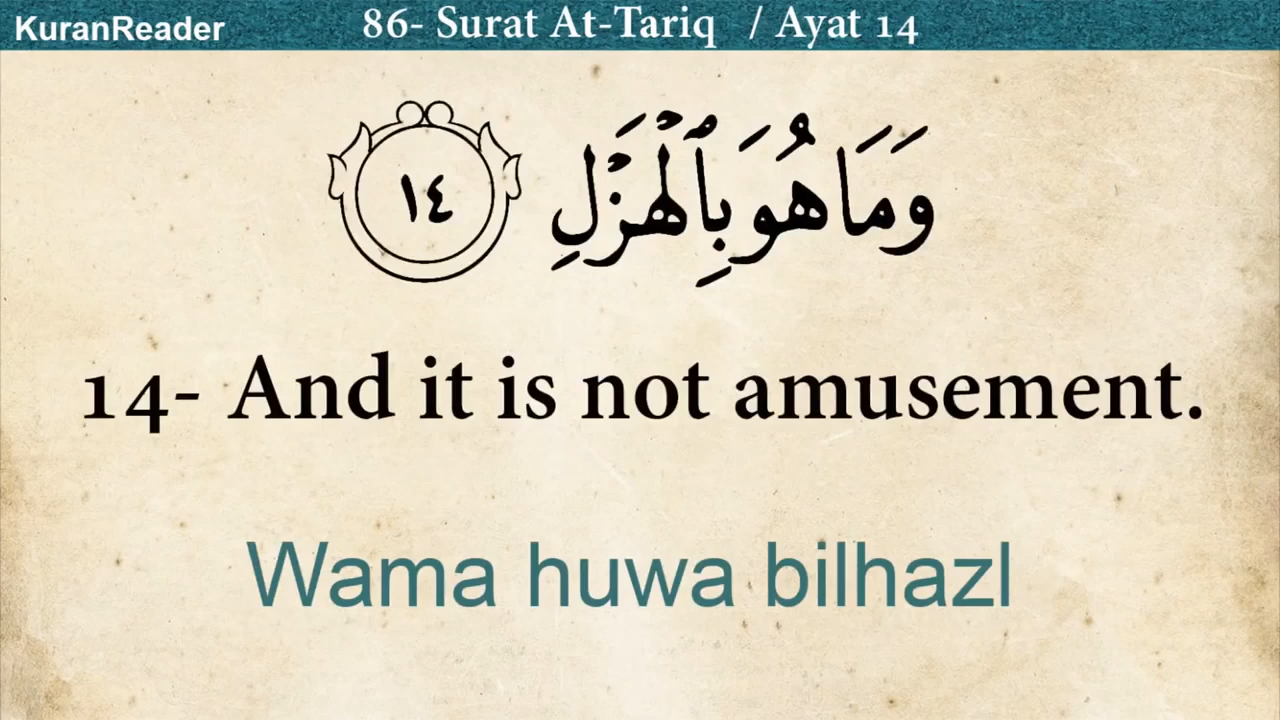 KuranReader
86- Surat At-Tariq / Ayat 14
وَمَا هُوَ بِٱلْهَزْلِ ١٤
14- And it is not amusement.
Wama huwa bilhazl